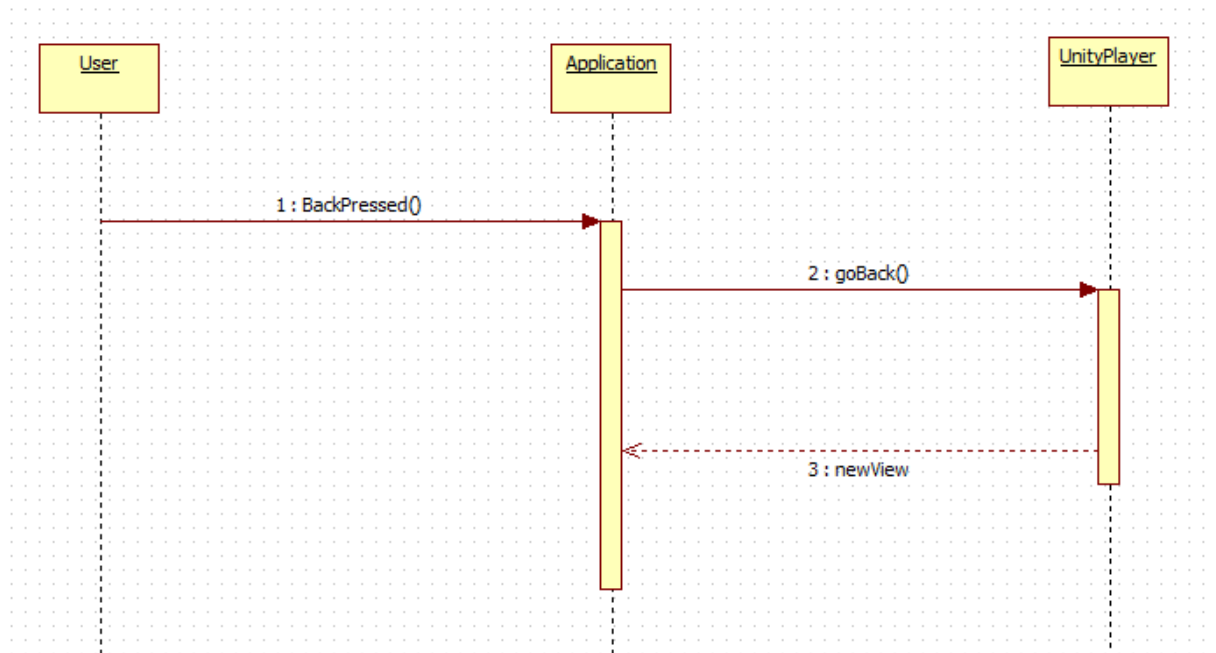 User
Application
UnityPlayer
1 : BackPressed()
2 : goBack()
3 : newView